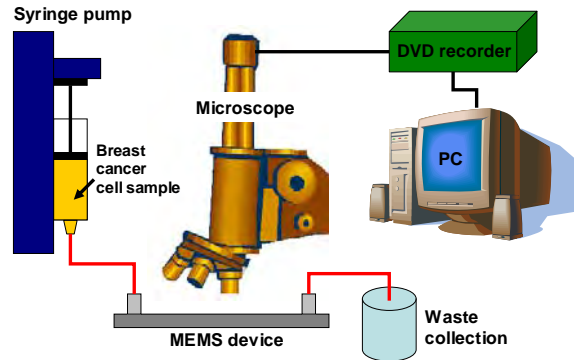 Syringe pump
DVD recorder
Microscope
Breast
cancer
cell sample
PC
MEMS device
Waste
collection